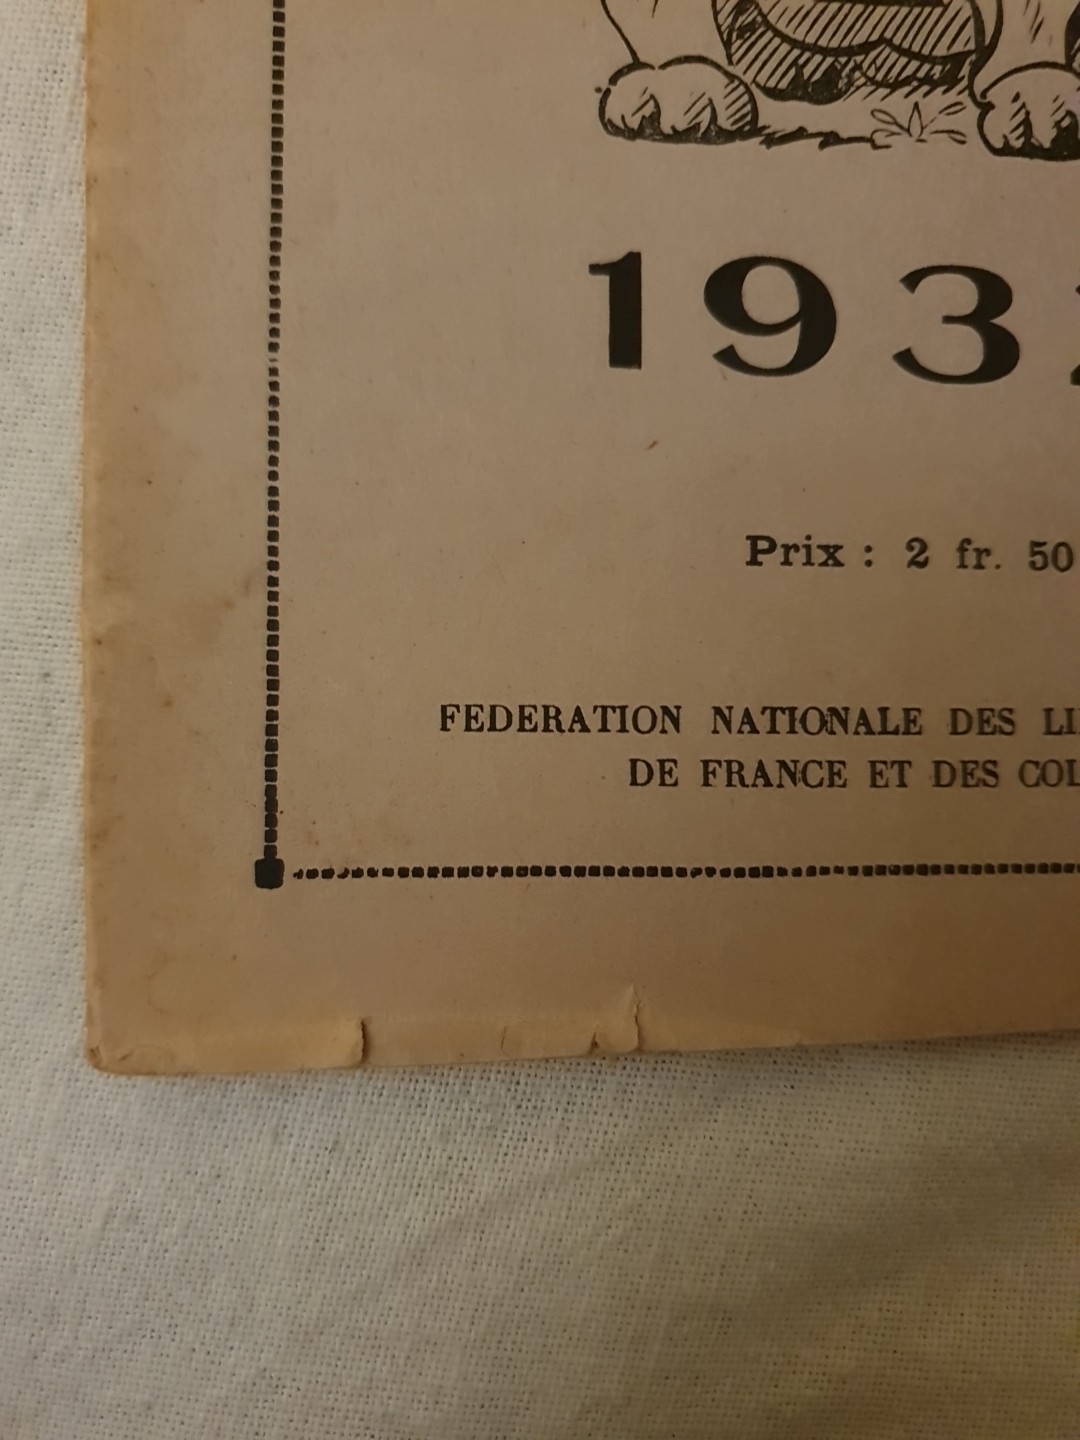 193
Prix : 2 fr. 50
FEDERATION NATIONALE DES
DE FRANCE ET DES